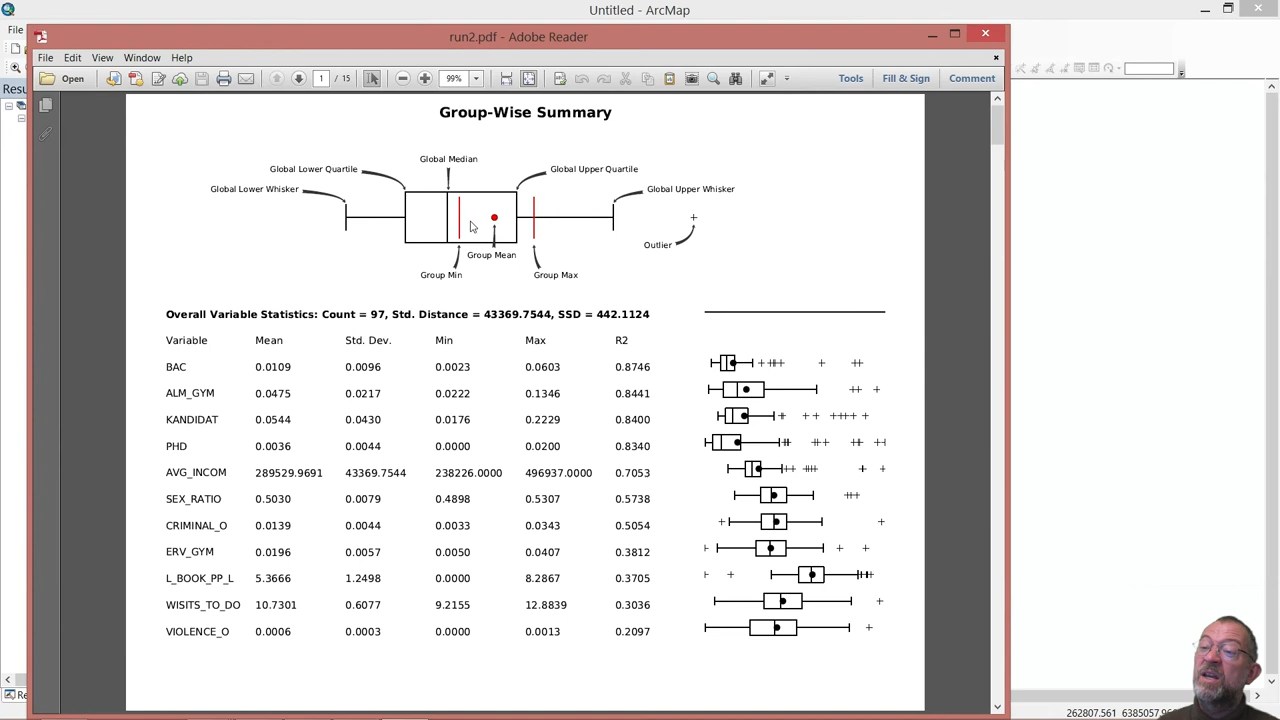 Untitled - ArcMap
File
run2.pdf - Adobe Reader
File Edit View Window Help
Open 1 / 15 99% Tools Fill & Sign Comment
Resu
Group-Wise Summary
Global Median
Global Lower Quartile Global Upper Quartile
Global Lower Whisker Global Upper Whisker
Outlier
Group Mean
Group Min Group Max
Overall Variable Statistics: Count = 97, Std. Distance = 43369.7544, SSD = 442.1124
Variable Mean Std. Dev. Min Max R2
BAC 0.0109 0.0096 0.0023 0.0603 0.8746
ALM_GYM 0.0475 0.0217 0.0222 0.1346 0.8441
KANDIDAT 0.0544 0.0430 0.0176 0.2229 0.8400
PHD 0.0036 0.0044 0.0000 0.0200 0.8340
AVG_INCOM 289529.9691 43369.7544 238226.0000 496937.0000 0.7053
SEX_RATIO 0.5030 0.0079 0.4898 0.5307 0.5738
CRIMINAL_O 0.0139 0.0044 0.0033 0.0343 0.5054
ERV_GYM 0.0196 0.0057 0.0050 0.0407 0.3812
L_BOOK_PP_L 5.3666 1.2498 0.0000 8.2867 0.3705
WISITS_TO_DO 10.7301 0.6077 9.2155 12.8839 0.3036
VIOLENCE_O 0.0006 0.0003 0.0000 0.0013 0.2097
Re